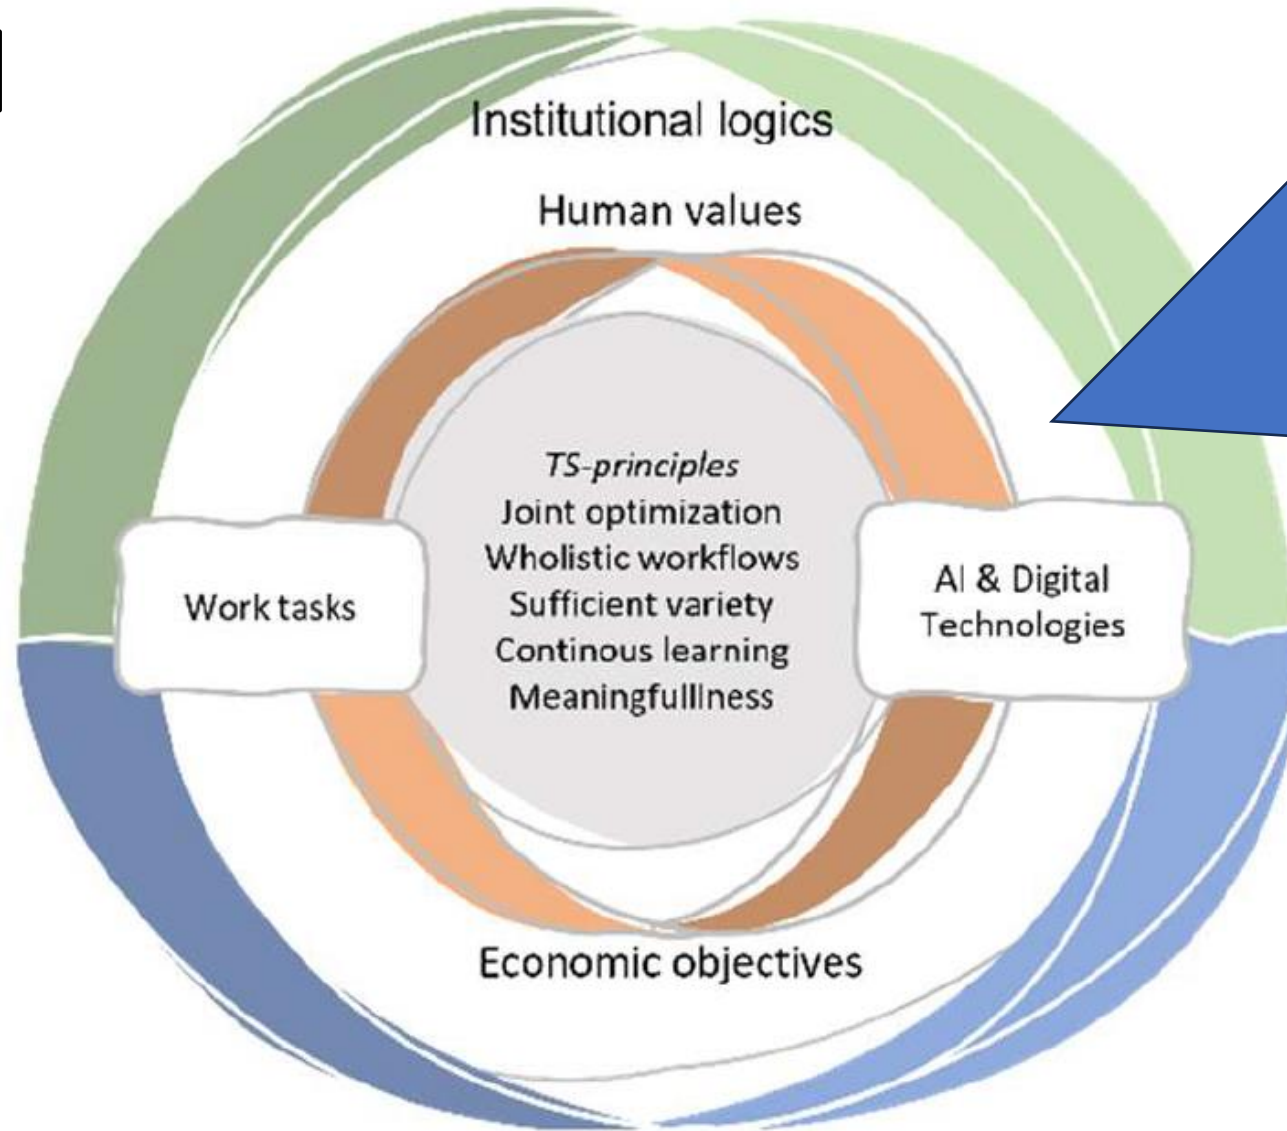 Institutional logics
Human values
TS-principles
Joint optimization
Wholistic workflows
Sufficient variety
Continous learning
Meaningfulllness
Work tasks
AI & Digital
Technologies
Economic objectives